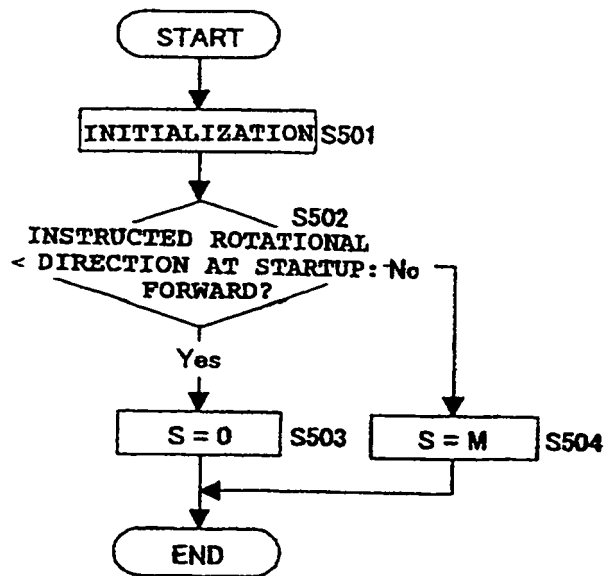 START
INITIALIZATION S501
S502
INSTRUCTED ROTATIONAL
< DIRECTION AT STARTUP: No
FORWARD?
Yes
S = 0 S503
S = M S504
END